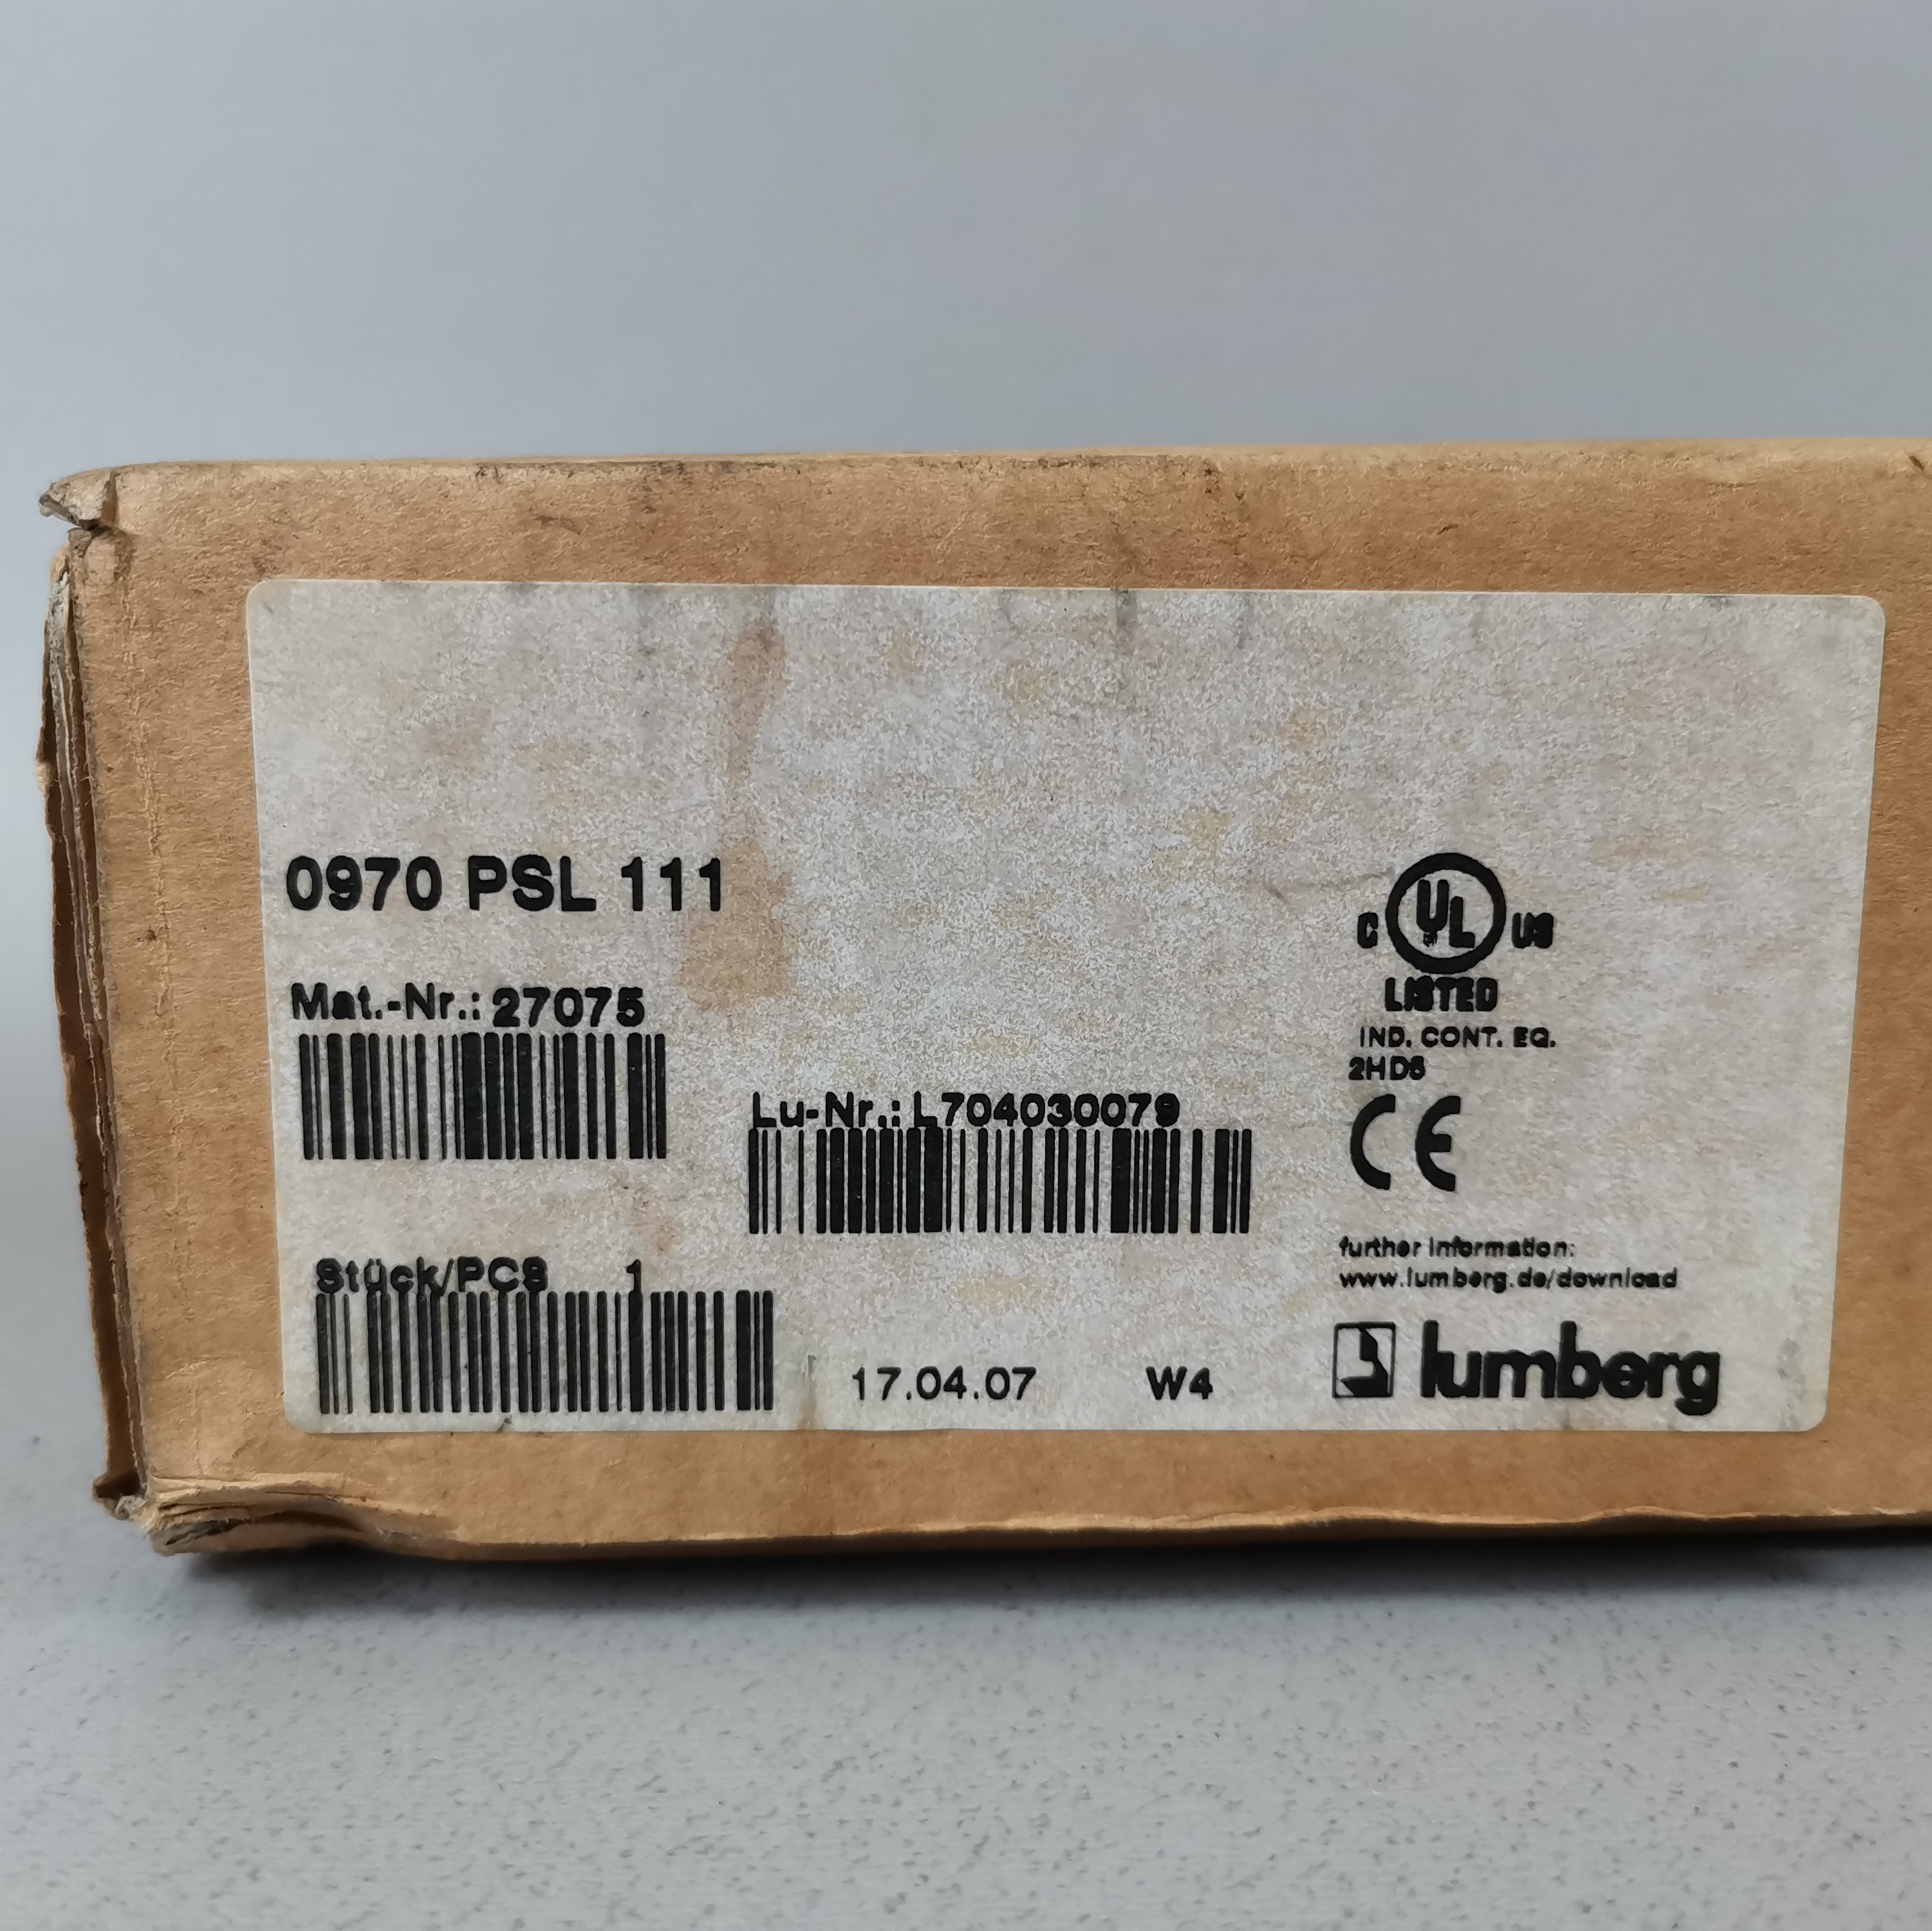 0970 PSL 111
Mat.-Nr.: 27075
Lu-Nr.: L704030079
Stück/PCS 1
17.04.07 W4
C UL US
LISTED
IND. CONT. EQ.
2HD6
CE
further information:
www.lumberg.de/download
lumberg